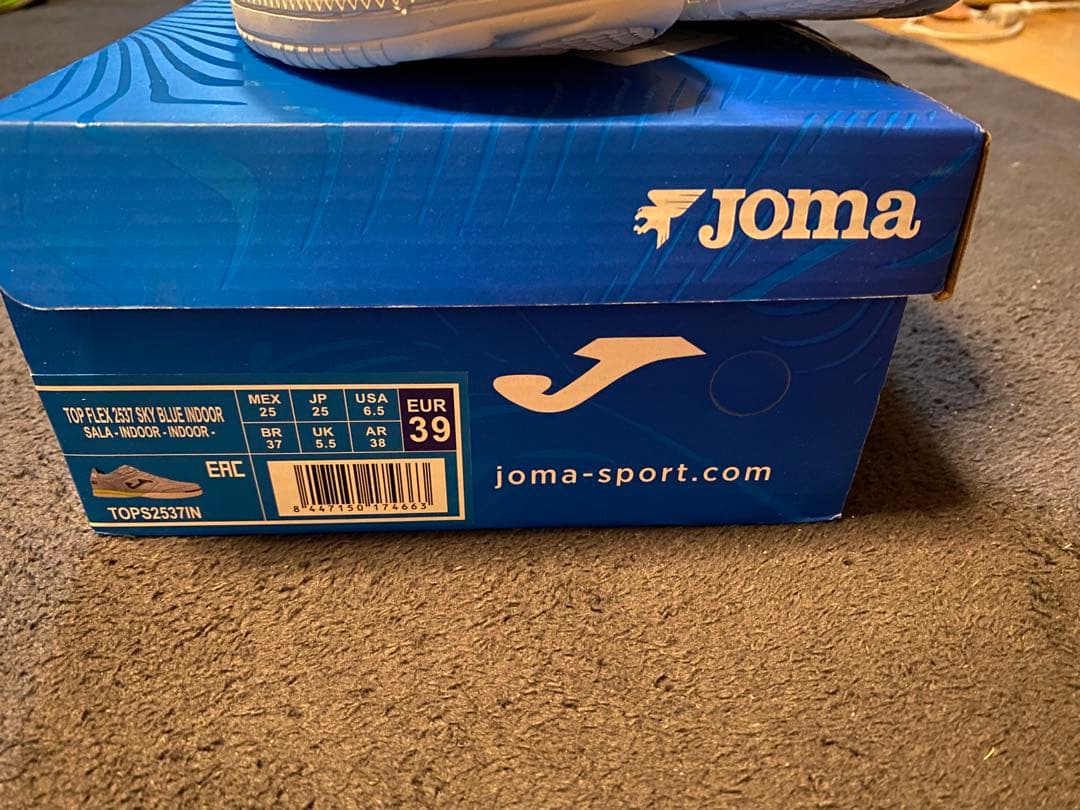 JOMA
TOP FLEX 2537 SKY BLUE INDOOR
SALA - INDOOR - INDOOR -
MEX
25
JP
25
USA
6.5
EUR
39
BR
37
UK
5.5
AR
38
EAC
TOPS2537IN
8 447150 174663
joma-sport.com